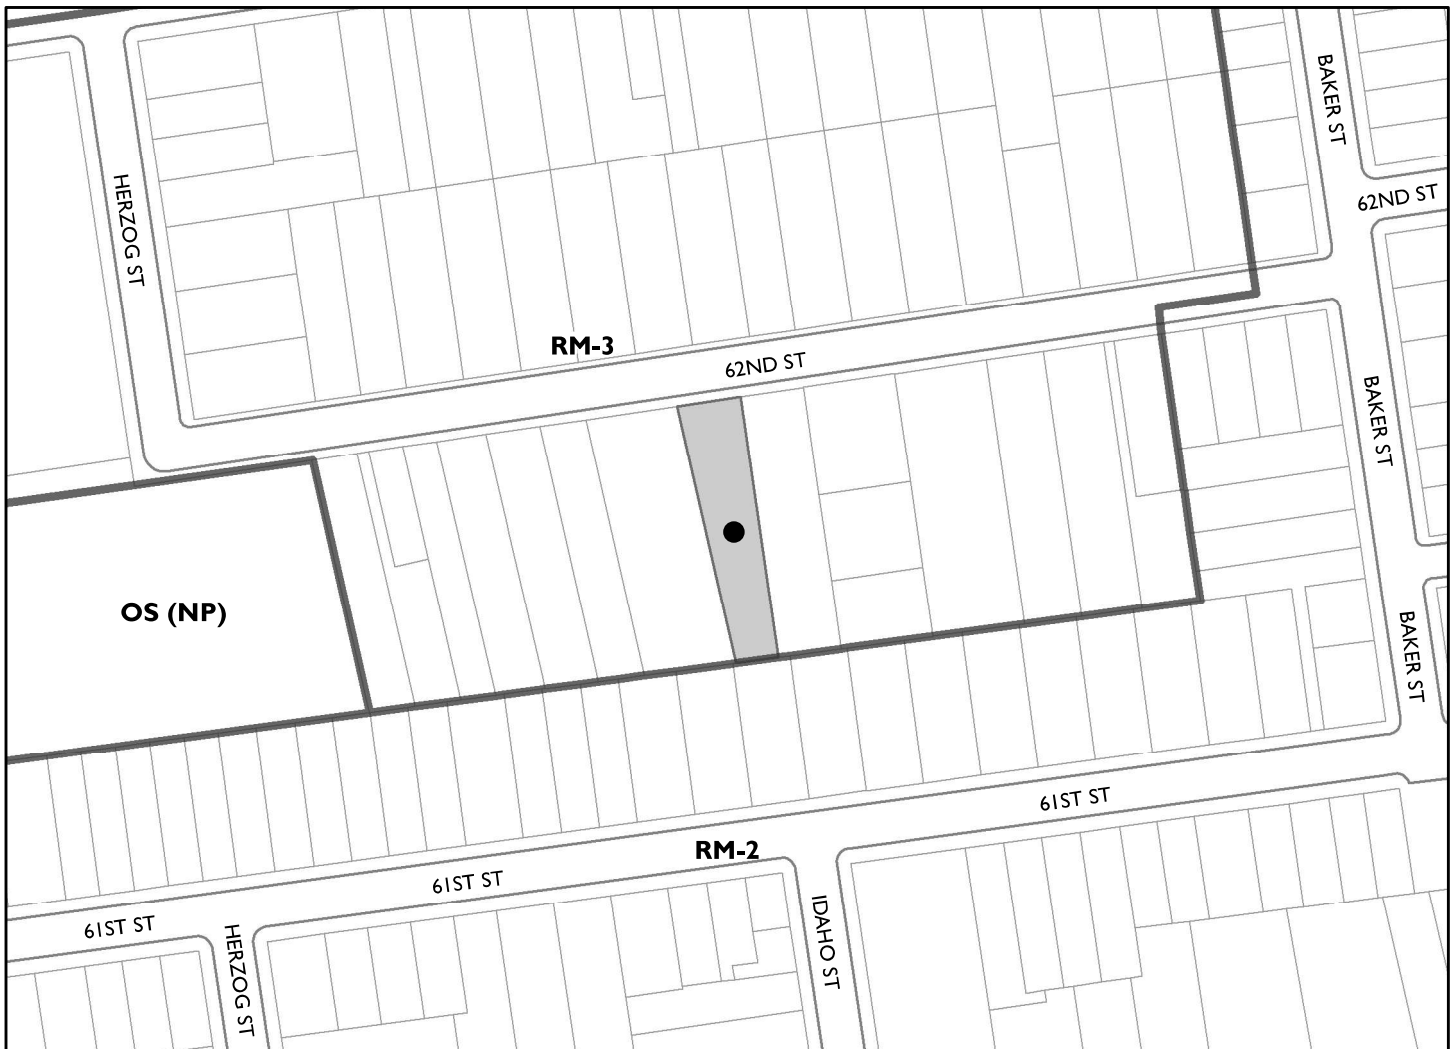 BAKER ST
62ND ST
HERZOG ST
RM-3
62ND ST
BAKER ST
OS (NP)
BAKER ST
61ST ST
RM-2
61ST ST
61ST ST
HERZOG ST
IDAHO ST